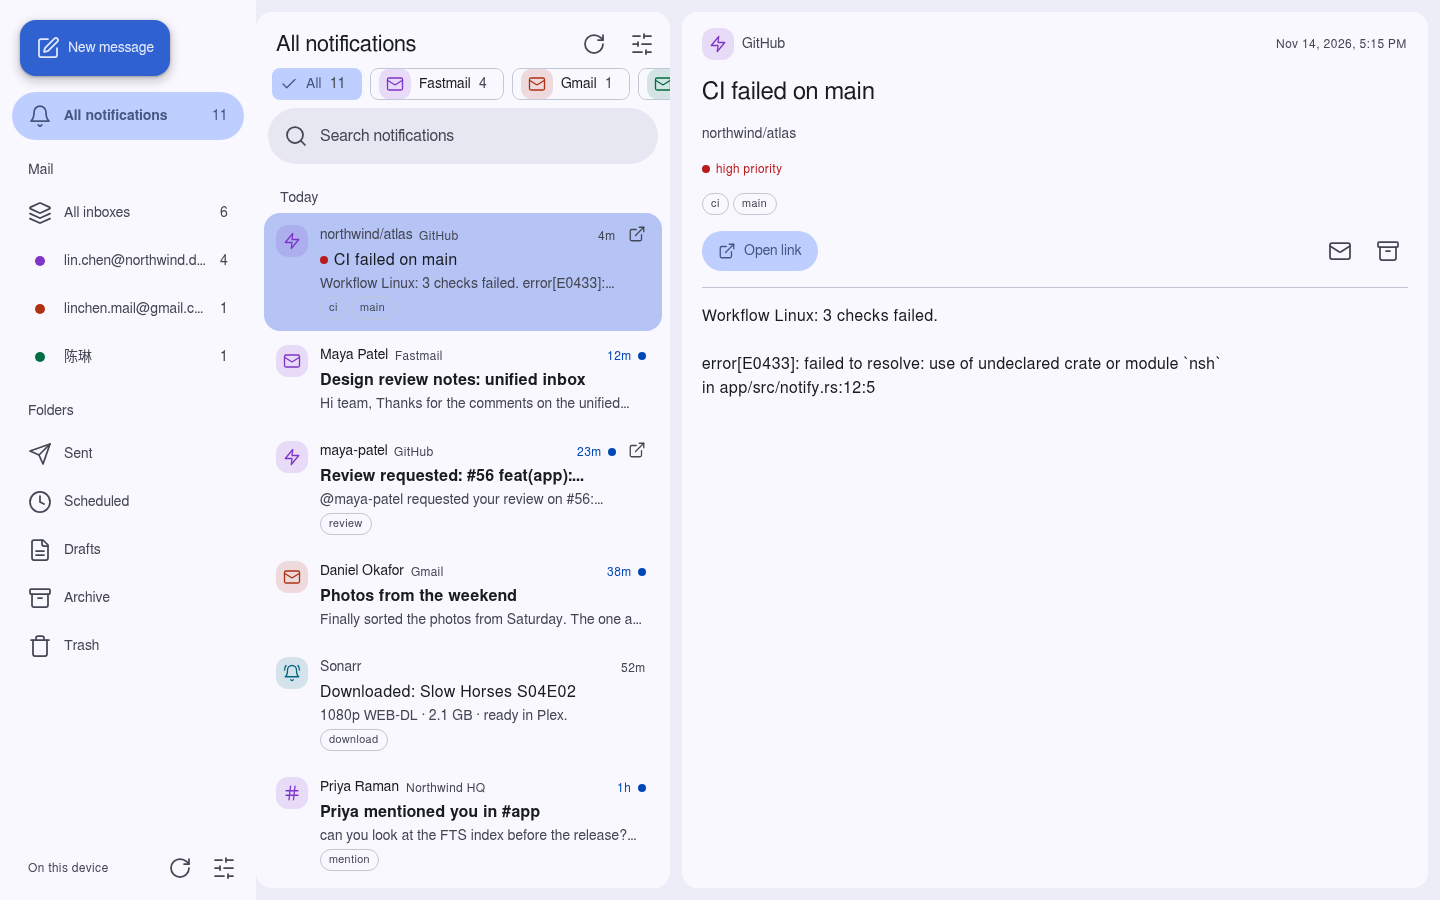 New message
All notifications 11
Mail
All inboxes 6
lin.chen@northwind.d... 4
linchen.mail@gmail.c... 1
陈琳 1
Folders
Sent
Scheduled
Drafts
Archive
Trash
On this device
All notifications
All 11 Fastmail 4 Gmail 1
Search notifications
Today
northwind/atlas GitHub 4m
CI failed on main
Workflow Linux: 3 checks failed. error[E0433]:...
ci main
Maya Patel Fastmail 12m
Design review notes: unified inbox
Hi team, Thanks for the comments on the unified...
maya-patel GitHub 23m
Review requested: #56 feat(app):...
@maya-patel requested your review on #56:...
review
Daniel Okafor Gmail 38m
Photos from the weekend
Finally sorted the photos from Saturday. The one a...
Sonarr 52m
Downloaded: Slow Horses S04E02
1080p WEB-DL · 2.1 GB · ready in Plex.
download
Priya Raman Northwind HQ 1h
Priya mentioned you in #app
can you look at the FTS index before the release?...
mention
GitHub Nov 14, 2026, 5:15 PM
CI failed on main
northwind/atlas
high priority
ci main
Open link
Workflow Linux: 3 checks failed.
error[E0433]: failed to resolve: use of undeclared crate or module `nsh`
in app/src/notify.rs:12:5